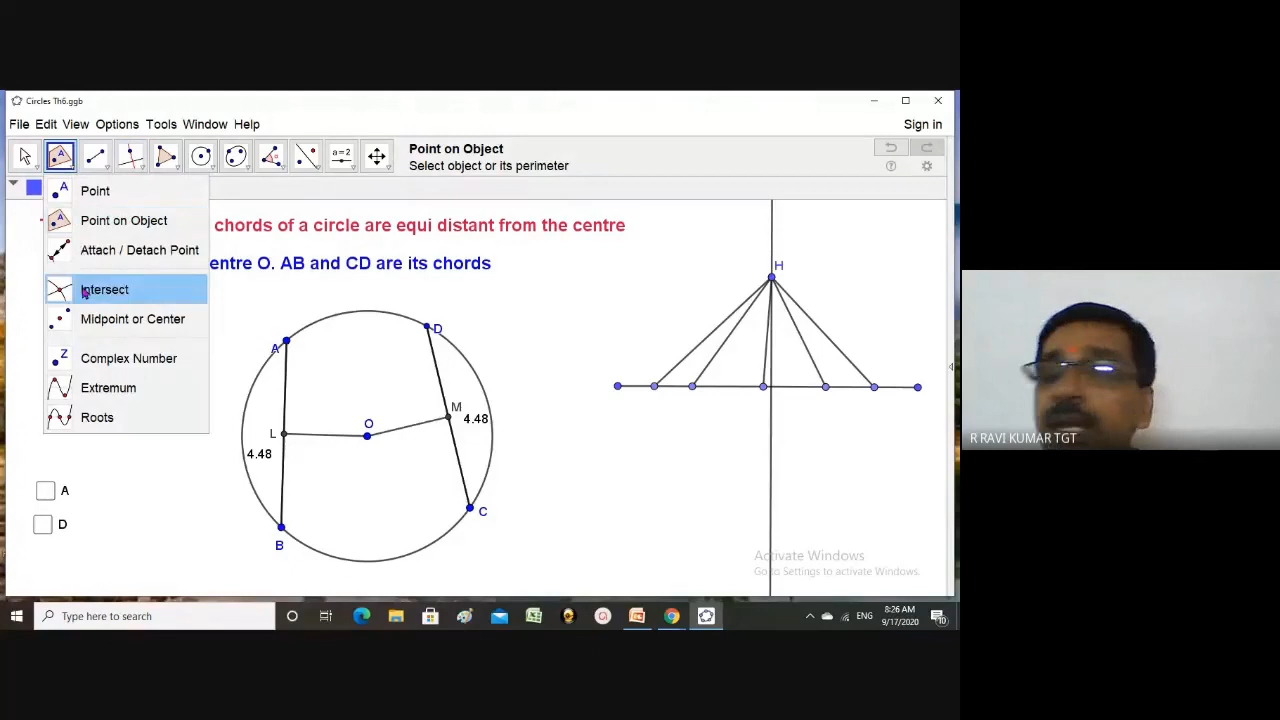 Circles Th6.ggb
File Edit View Options Tools Window Help
Sign in
a=2
Point on Object
Select object or its perimeter
A Point
A Point on Object
Attach / Detach Point
Intersect
Midpoint or Center
Z Complex Number
Extremum
Roots
chords of a circle are equi distant from the centre
entre O. AB and CD are its chords
H
D
A
M
4.48
O
L
4.48
C
B
A
D
Activate Windows
Go to Settings to activate Windows.
Type here to search
ENG
8:26 AM
9/17/2020
10
R RAVI KUMAR TGT